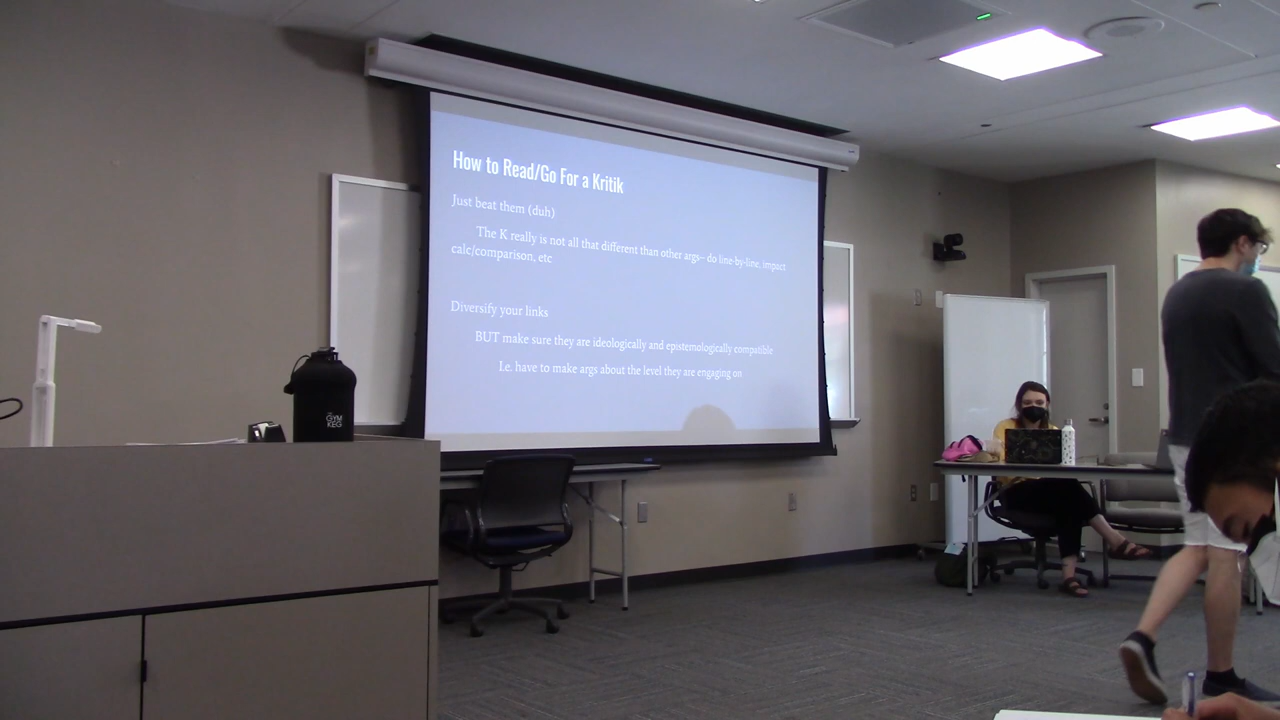 How to Read/Go For a Kritik
Just beat them (duh)
The K really is not all that different than other args– do line-by-line, impact
calc/comparison, etc
Diversify your links
BUT make sure they are ideologically and epistemologically compatible
I.e. have to make args about the level they are engaging on
GYM
KEG